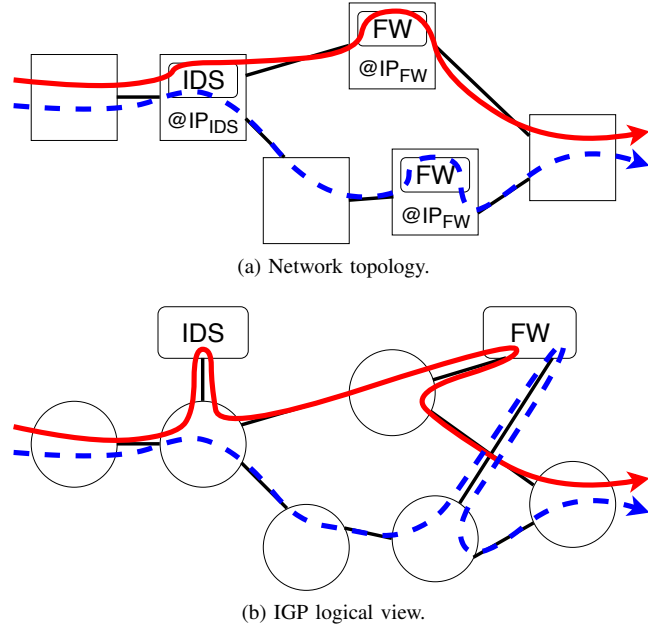 FW
IDS
@IP_FW
@IP_IDS
FW
@IP_FW
(a) Network topology.
IDS
FW
(b) IGP logical view.